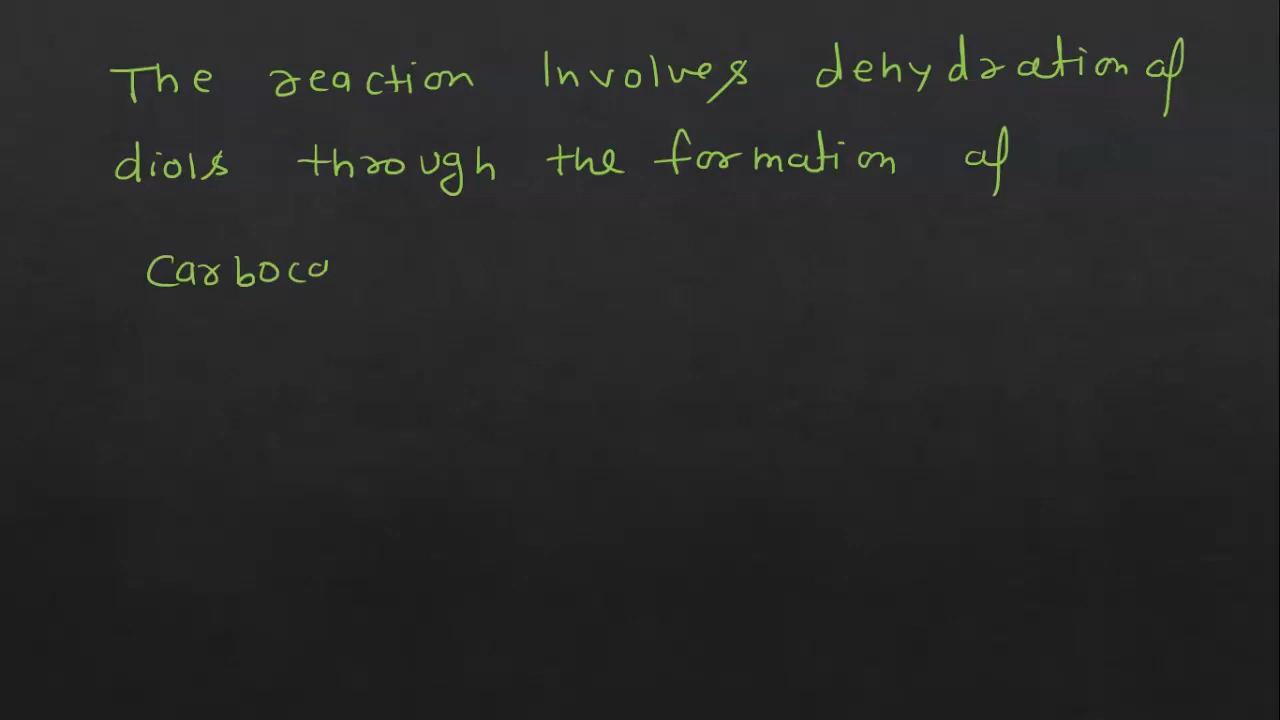 The reaction Involves dehydration of
diols through the formation of
Carboca